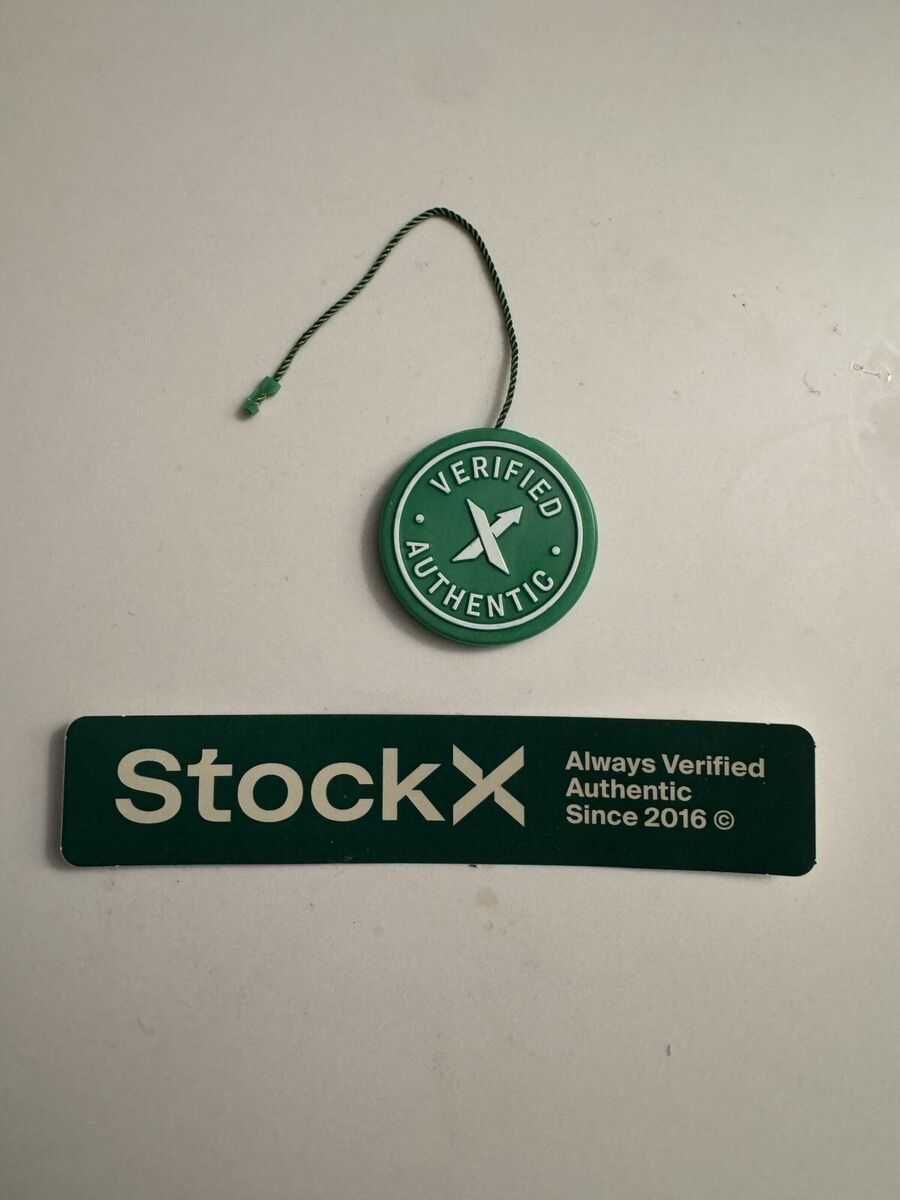 VERIFIED
AUTHENTIC
StockX
Always Verified
Authentic
Since 2016 ©